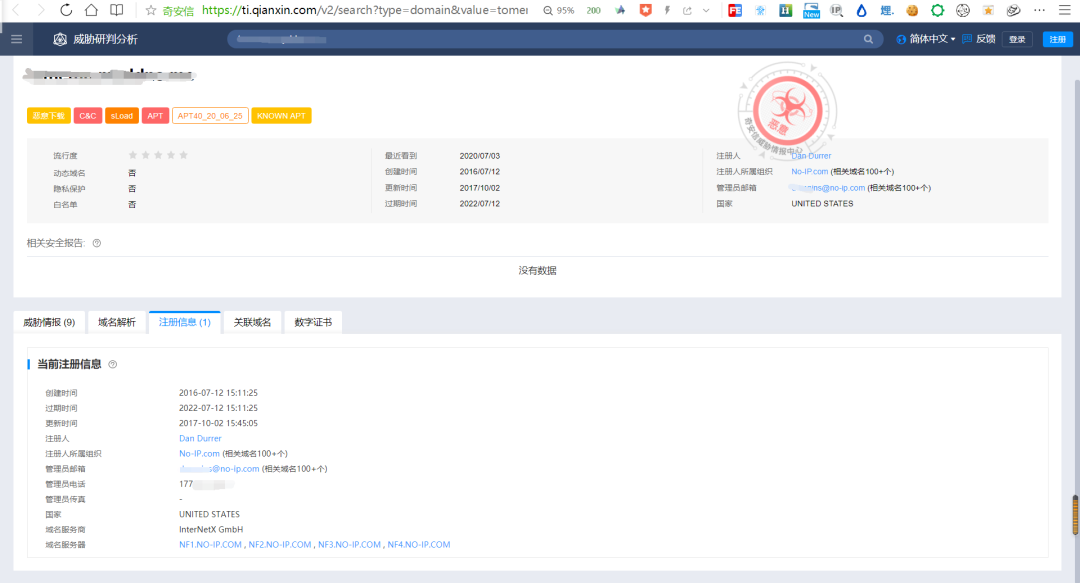 奇安信 https://ti.qianxin.com/v2/search?type=domain&value=tomer 95% 200
威胁研判分析 简体中文 反馈 登录 注册
恶意下载 C&C sLoad APT APT40_20_06_25 KNOWN APT
奇安信威胁情报中心
恶意
流行度 最近看到 2020/07/03 注册人 Dan Durrer
动态域名 否 创建时间 2016/07/12 注册人所属组织 No-IP.com (相关域名100+个)
隐私保护 否 更新时间 2017/10/02 管理员邮箱 @no-ip.com (相关域名100+个)
白名单 否 过期时间 2022/07/12 国家 UNITED STATES
相关安全报告:
没有数据
威胁情报 (9) 域名解析 注册信息 (1) 关联域名 数字证书
当前注册信息
创建时间 2016-07-12 15:11:25
过期时间 2022-07-12 15:11:25
更新时间 2017-10-02 15:45:05
注册人 Dan Durrer
注册人所属组织 No-IP.com (相关域名100+个)
管理员邮箱 @no-ip.com (相关域名100+个)
管理员电话 177
管理员传真 -
国家 UNITED STATES
域名服务商 InterNetX GmbH
域名服务器 NF1.NO-IP.COM , NF2.NO-IP.COM , NF3.NO-IP.COM , NF4.NO-IP.COM